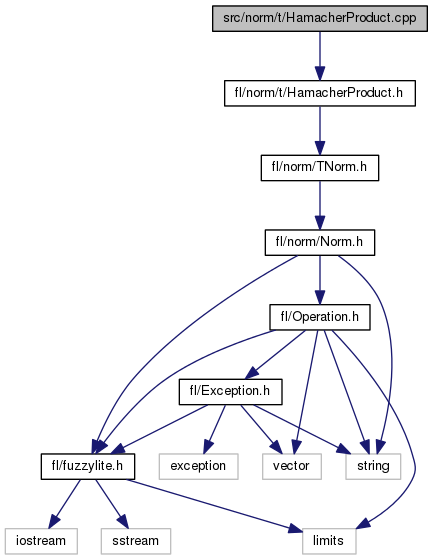 src/norm/t/HamacherProduct.cpp
fl/norm/t/HamacherProduct.h
fl/norm/TNorm.h
fl/norm/Norm.h
fl/Operation.h
fl/Exception.h
fl/fuzzylite.h
exception
vector
string
iostream
sstream
limits